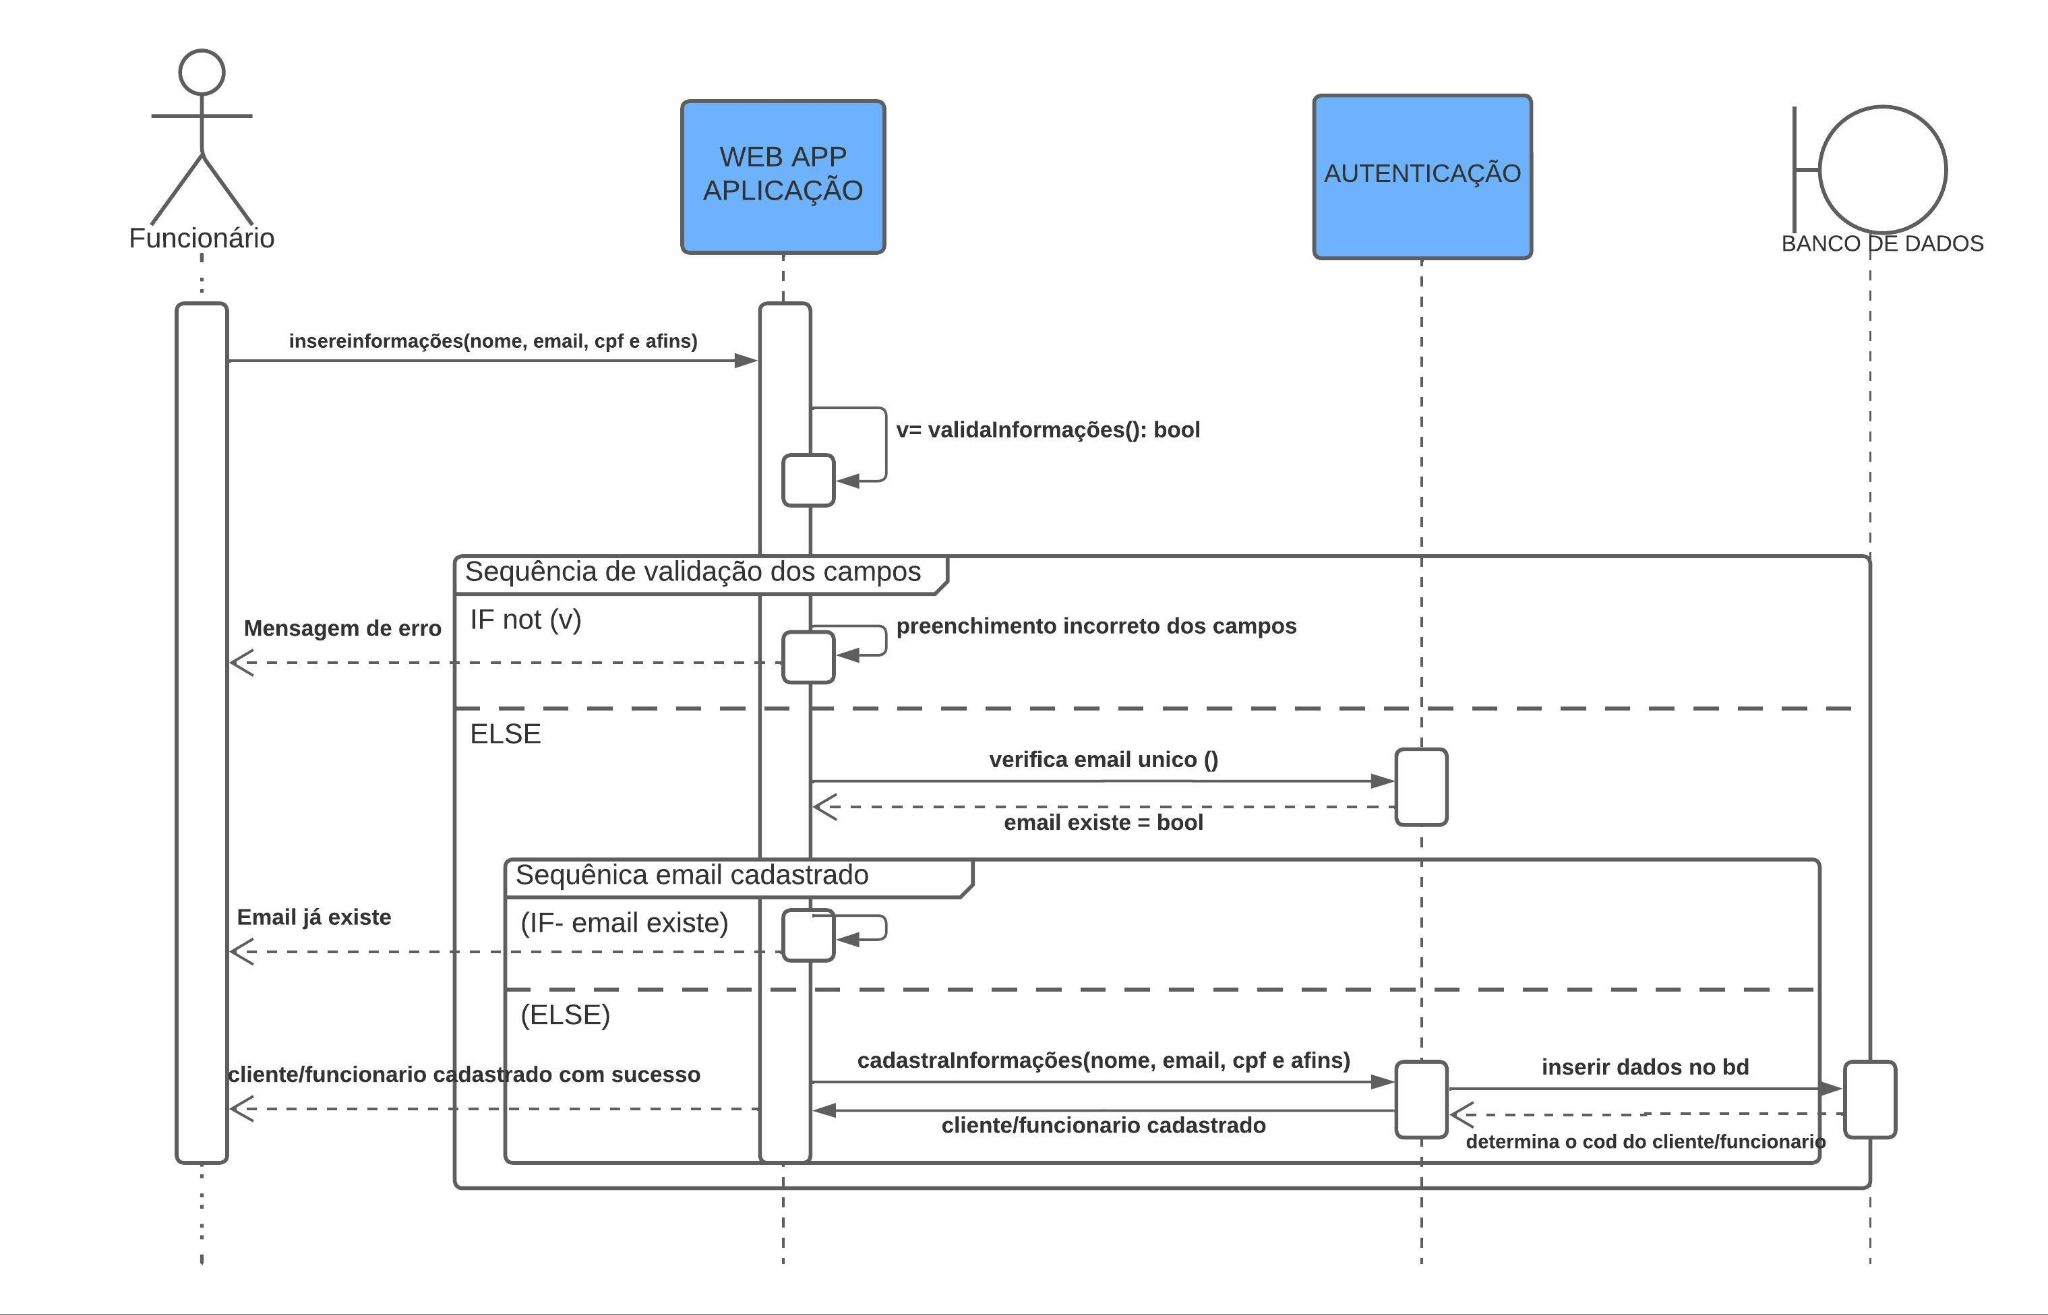 Funcionário
WEB APP
APLICAÇÃO
AUTENTICAÇÃO
BANCO DE DADOS
insereinformações(nome, email, cpf e afins)
v= validaInformações(): bool
Sequência de validação dos campos
IF not (v)
Mensagem de erro
preenchimento incorreto dos campos
ELSE
verifica email unico ()
email existe = bool
Sequênica email cadastrado
Email já existe
(IF- email existe)
(ELSE)
cliente/funcionario cadastrado com sucesso
cadastraInformações(nome, email, cpf e afins)
inserir dados no bd
cliente/funcionario cadastrado
determina o cod do cliente/funcionario